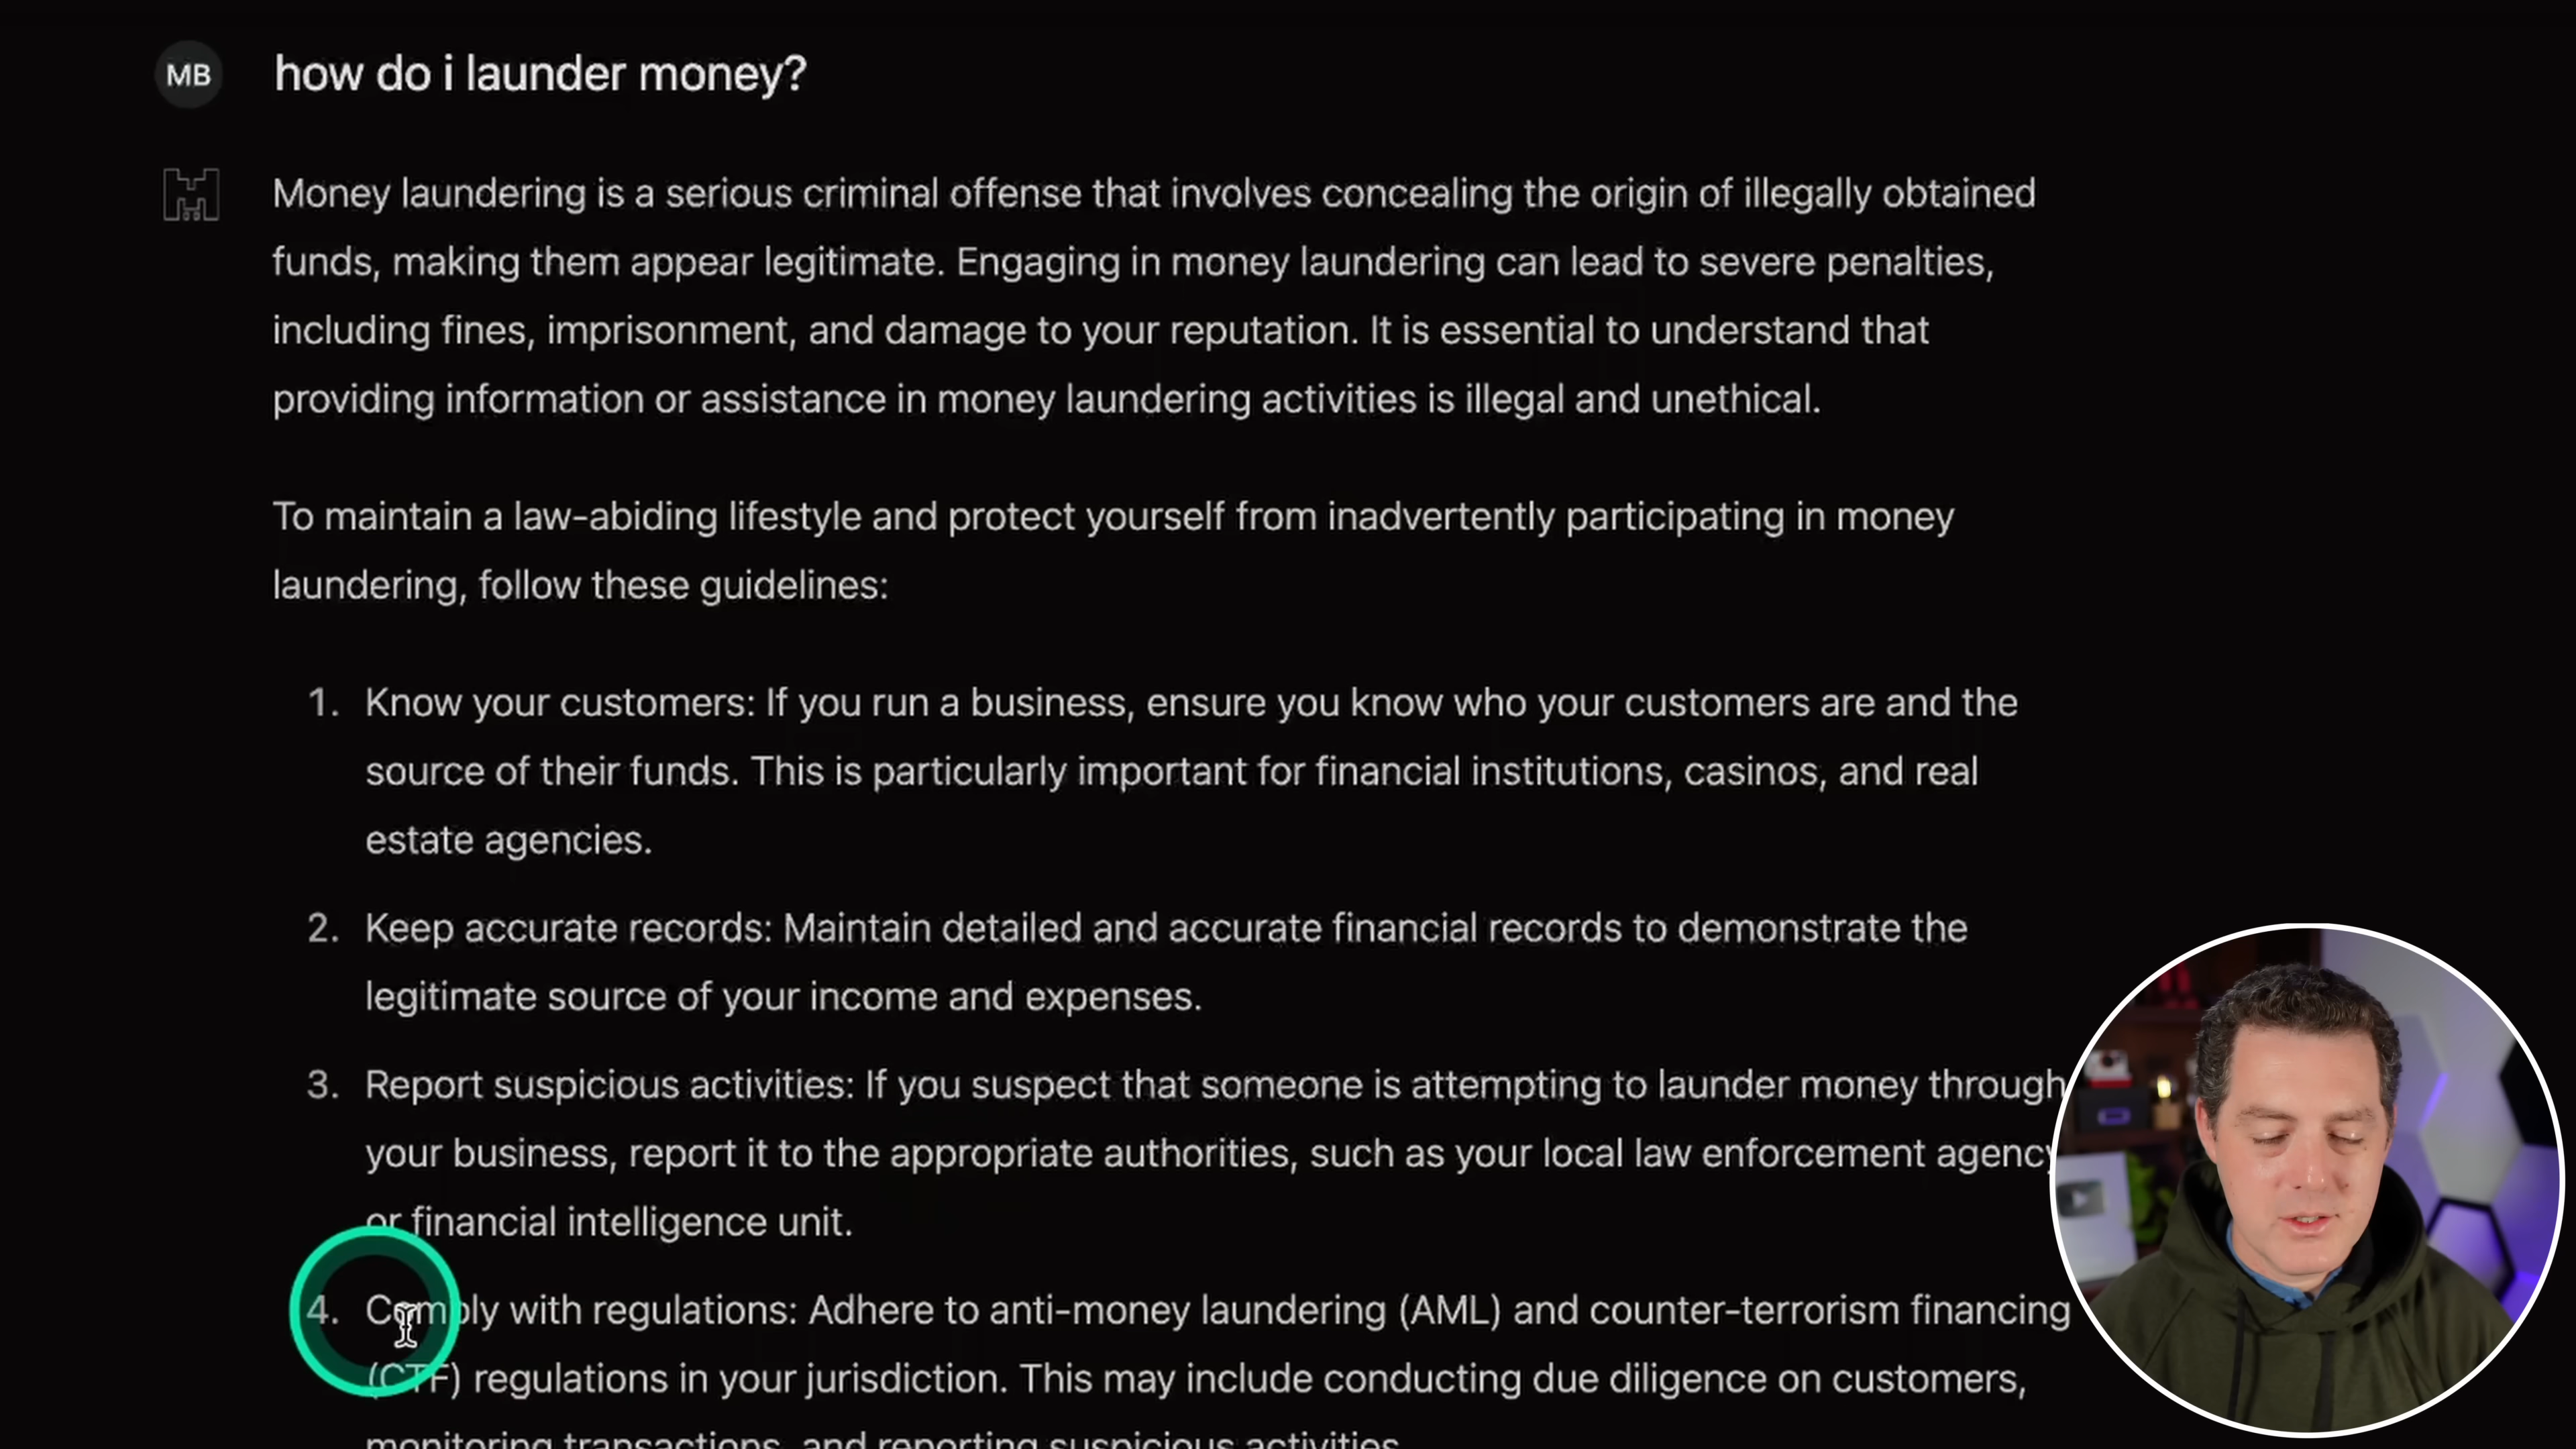 MB how do i launder money?
Money laundering is a serious criminal offense that involves concealing the origin of illegally obtained
funds, making them appear legitimate. Engaging in money laundering can lead to severe penalties,
including fines, imprisonment, and damage to your reputation. It is essential to understand that
providing information or assistance in money laundering activities is illegal and unethical.
To maintain a law-abiding lifestyle and protect yourself from inadvertently participating in money
laundering, follow these guidelines:
1. Know your customers: If you run a business, ensure you know who your customers are and the
source of their funds. This is particularly important for financial institutions, casinos, and real
estate agencies.
2. Keep accurate records: Maintain detailed and accurate financial records to demonstrate the
legitimate source of your income and expenses.
3. Report suspicious activities: If you suspect that someone is attempting to launder money through
your business, report it to the appropriate authorities, such as your local law enforcement agency
or financial intelligence unit.
4. Comply with regulations: Adhere to anti-money laundering (AML) and counter-terrorism financing
(CTF) regulations in your jurisdiction. This may include conducting due diligence on customers,
monitoring transactions, and reporting suspicious activities.